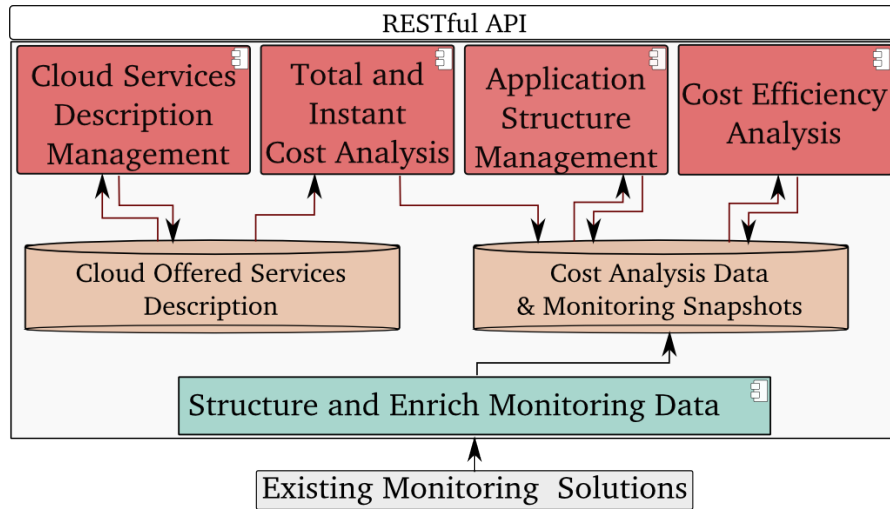 RESTful API
Cloud Services
Description
Management
Total and
Instant
Cost Analysis
Application
Structure
Management
Cost Efficiency
Analysis
Cloud Offered Services
Description
Cost Analysis Data
& Monitoring Snapshots
Structure and Enrich Monitoring Data
Existing Monitoring Solutions